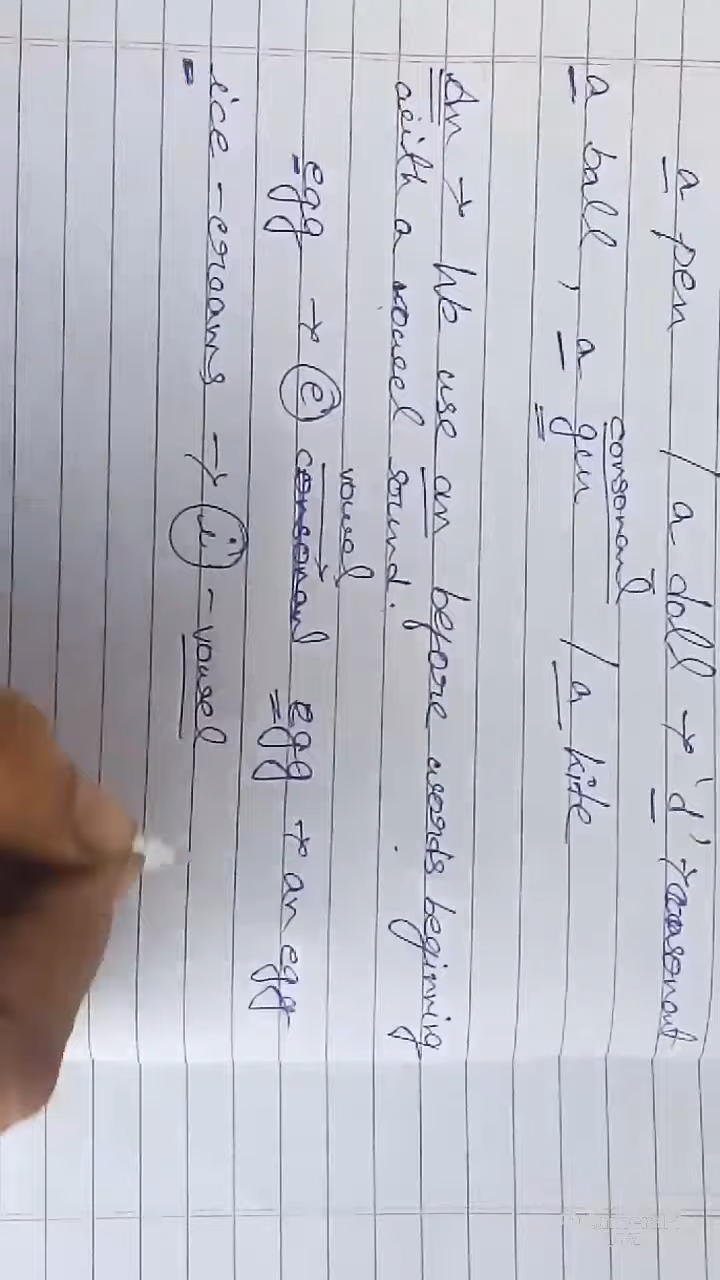 a pen / a doll → 'd' → consonant
consonant
a ball , a gun / a kite
An → We use an before words beginning
with a vowel sound.
vowel
egg → e consonan egg → an egg
ice - creams → i - vowel